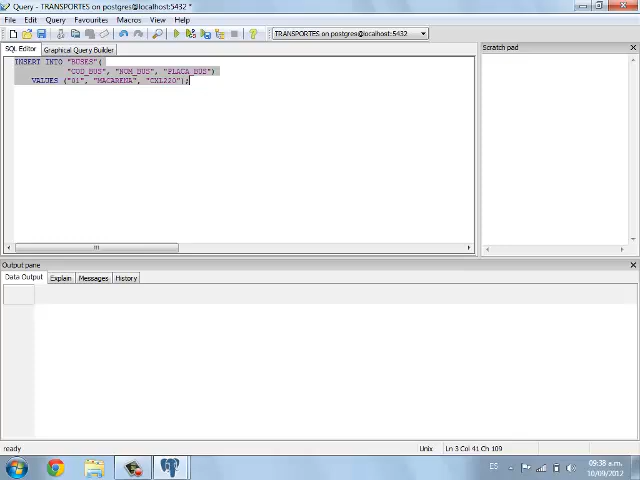 Query - TRANSPORTES on postgres@localhost:5432 *
File Edit Query Favourites Macros View Help
TRANSPORTES on postgres@localhost:5432
SQL Editor Graphical Query Builder
Scratch pad
INSERT INTO "BUSES"(
"COD_BUS", "NOM_BUS", "PLACA_BUS")
VALUES ("01", "MACARENA", "CXL220");
Output pane
Data Output Explain Messages History
ready
Unix
Ln 3 Col 41 Ch 109
ES
09:38 a.m.
10/09/2012